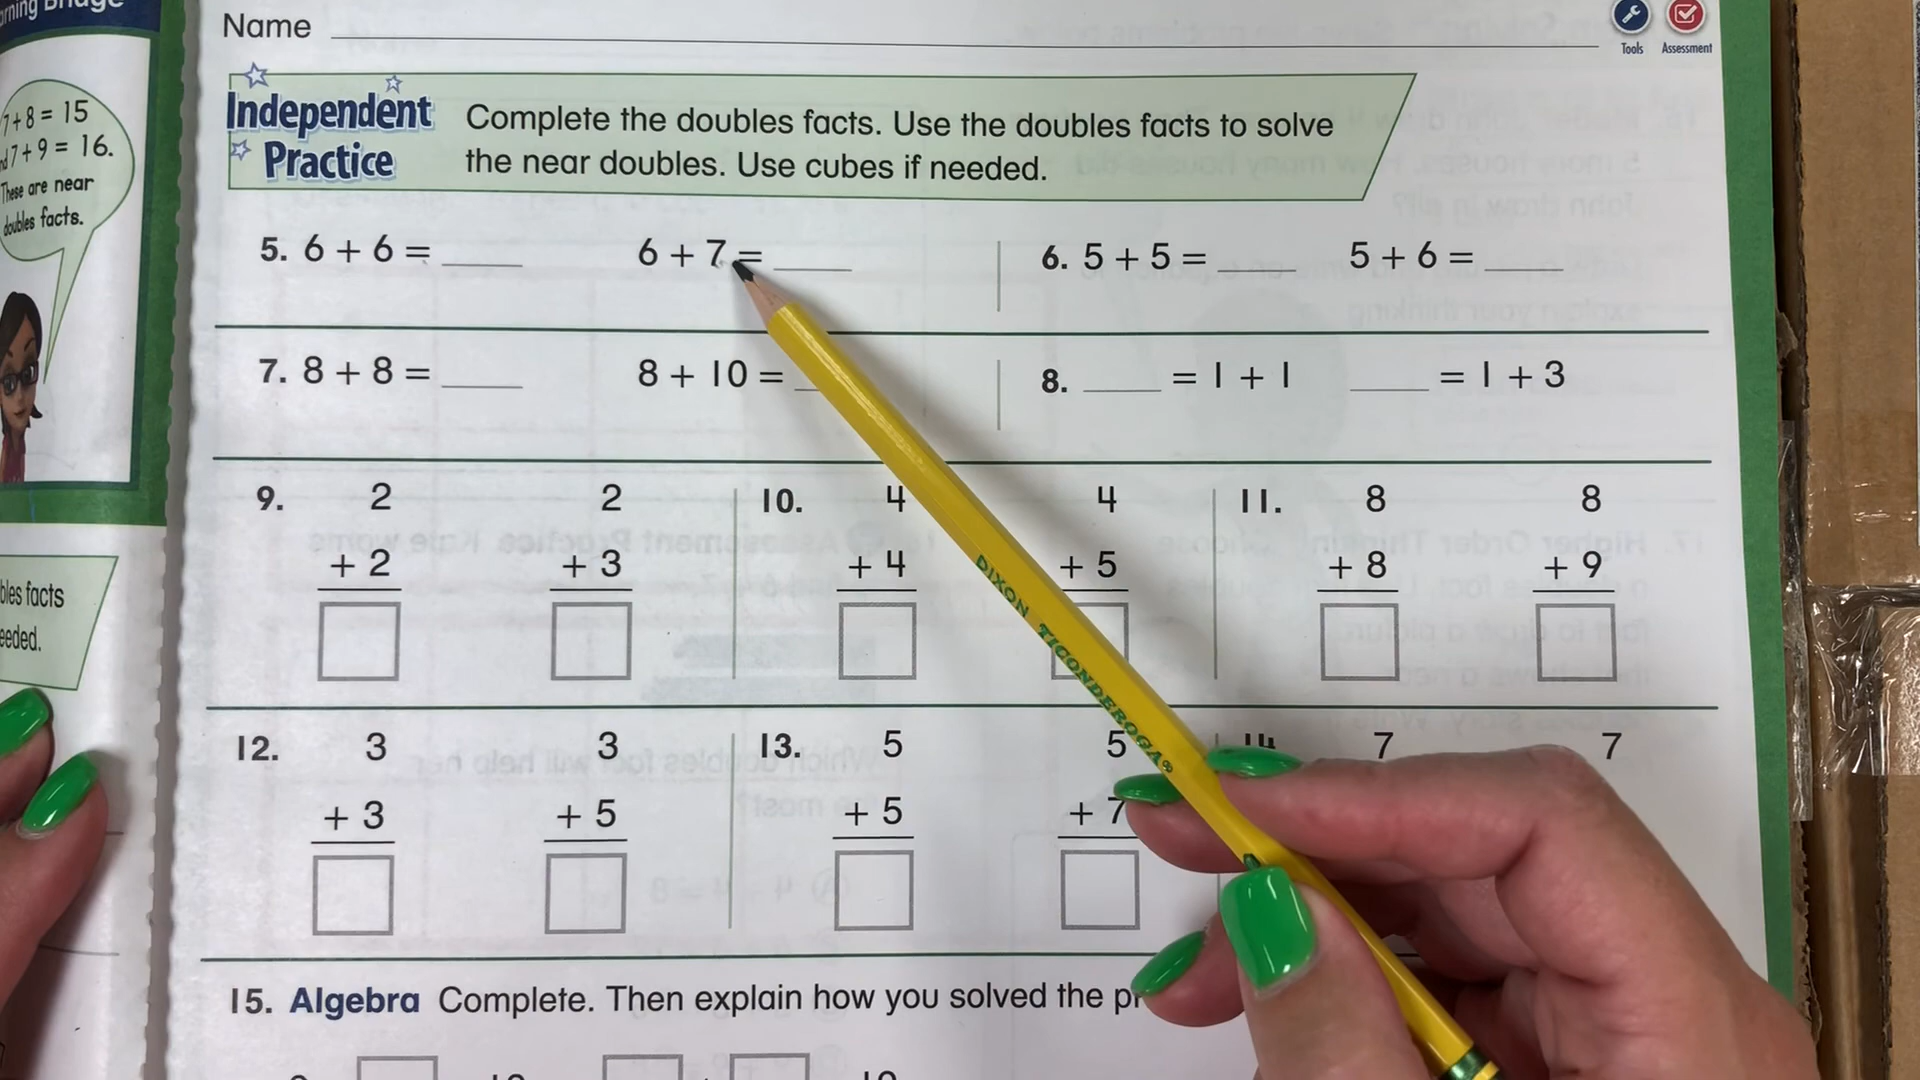 7+8 = 15
7+9 = 16.
These are near
doubles facts.
facts
Name
Tools Assessment
Independent
Practice
Complete the doubles facts. Use the doubles facts to solve
the near doubles. Use cubes if needed.
5. 6 + 6 = ____ 6 + 7 = ____ 6. 5 + 5 = 5 + 6 = ____
7. 8 + 8 = ____ 8 + 10 = __ 8. ____ = 1 + 1 ____ = 1 + 3
9. 2 2 10. 4 4 11. 8 8
+ 2 + 3 + 4 + 5 + 8 + 9
12. 3 3 13. 5 5 7 7
+ 3 + 5 + 5 + 7
15. Algebra Complete. Then explain how you solved the
DIXON TICONDEROGA®